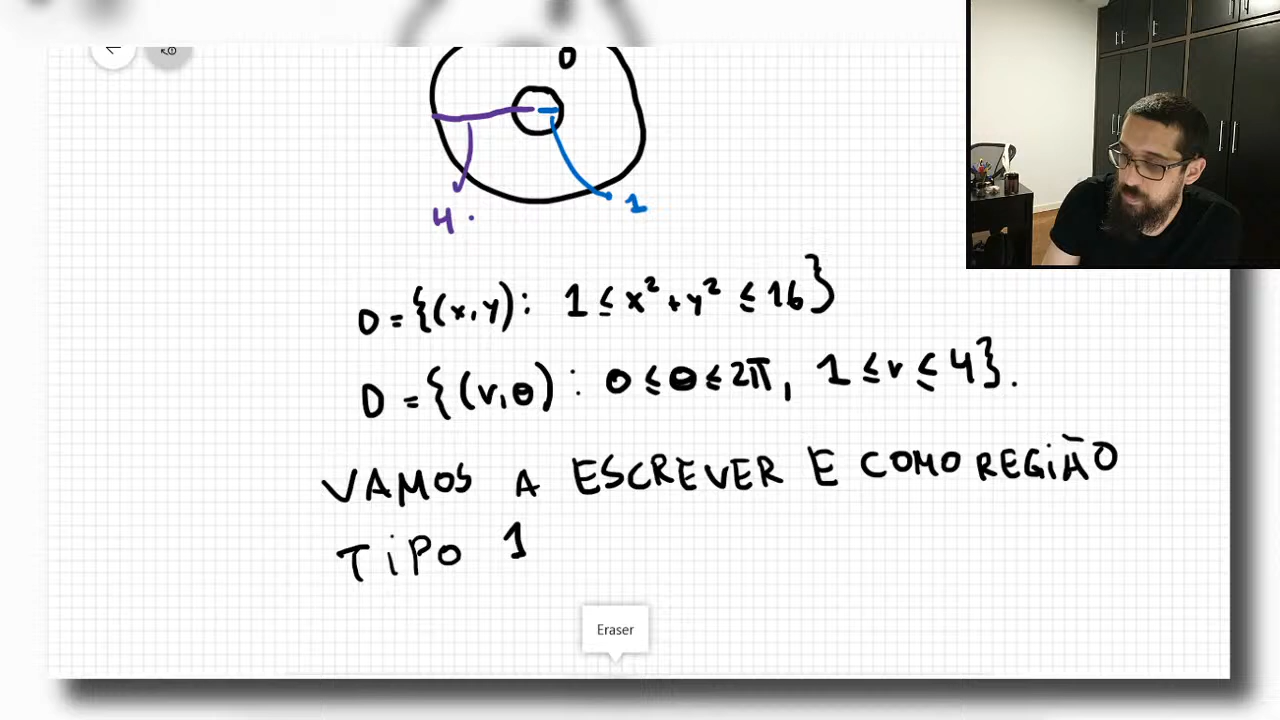 D
4.
1
D = {(x,y): 1 ≤ x² + y² ≤ 16}
D = {(r,θ): 0 ≤ θ ≤ 2π, 1 ≤ r ≤ 4}.
VAMOS A ESCREVER E COMO REGIÃO
TIPO 1
Eraser